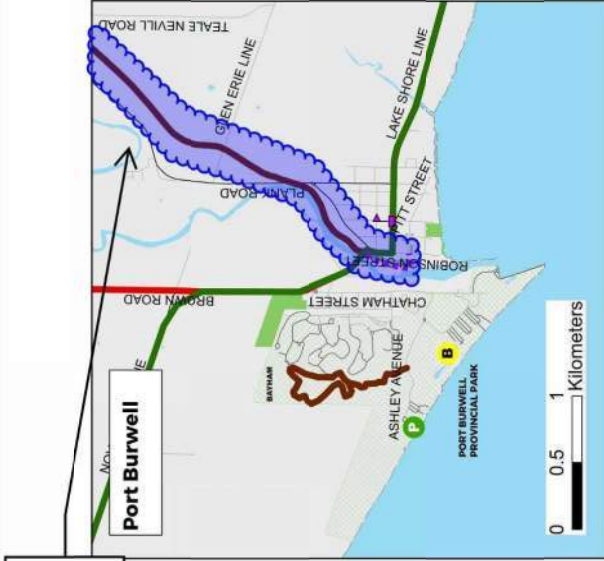 TEALE NEVILL ROAD
GLEN ERIE LINE
LAKE SHORE LINE
PLANK ROAD
PITT STREET
ROBINSON STREET
BROWN ROAD
CHATHAM STREET
BAYHAM
ASHLEY AVENUE
Port Burwell
B
P
PORT BURWELL
PROVINCIAL PARK
0 0.5 1
Kilometers